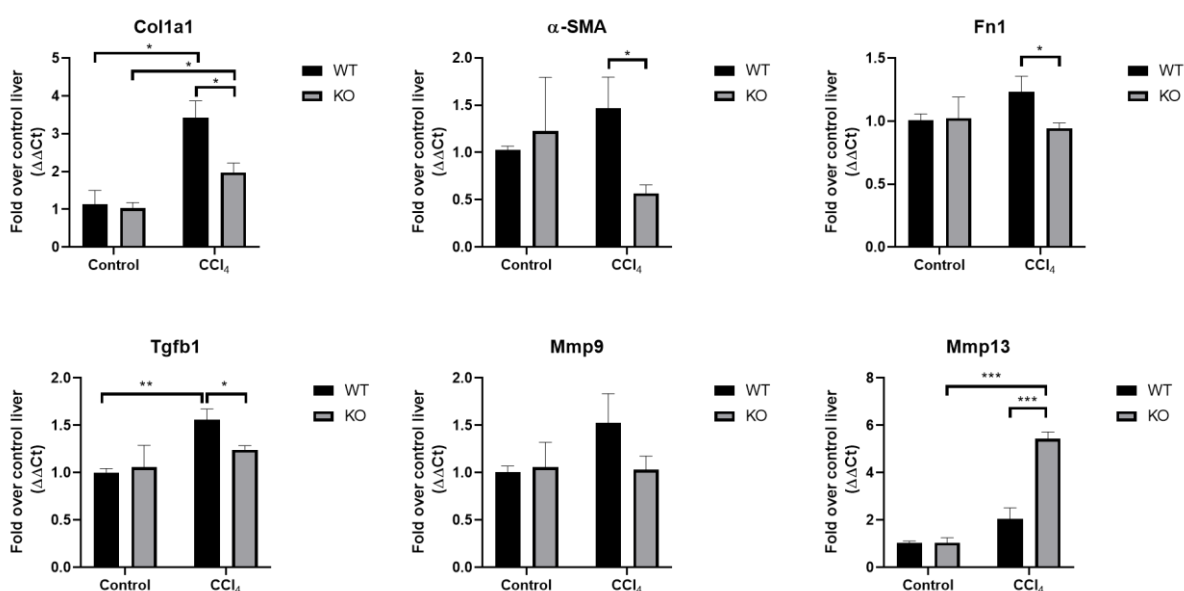 Col1a1
Fold over control liver
(ΔΔCt)
5
4
3
2
1
0
*
*
*
WT
KO
Control
CCl₄
α-SMA
Fold over control liver
(ΔΔCt)
2.0
1.5
1.0
0.5
0.0
*
WT
KO
Control
CCl₄
Fn1
Fold over control liver
(ΔΔCt)
1.5
1.0
0.5
0.0
*
WT
KO
Control
CCl₄
Tgfb1
Fold over control liver
(ΔΔCt)
2.0
1.5
1.0
0.5
0.0
**
*
WT
KO
Control
CCl₄
Mmp9
Fold over control liver
(ΔΔCt)
2.0
1.5
1.0
0.5
0.0
WT
KO
Control
CCl₄
Mmp13
Fold over control liver
(ΔΔCt)
8
6
4
2
0
***
***
WT
KO
Control
CCl₄